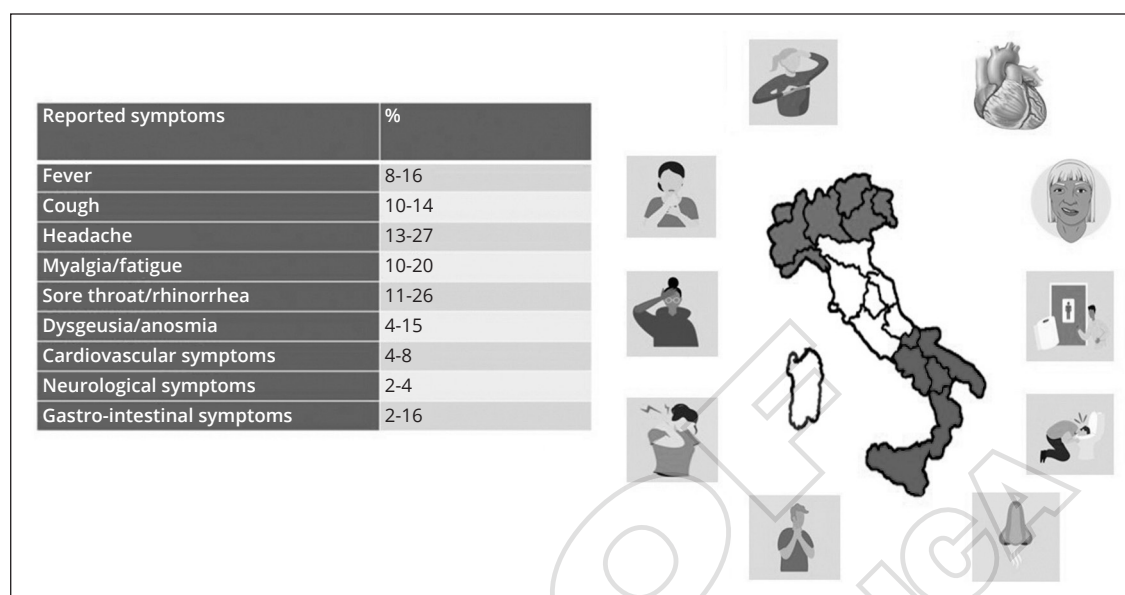 Reported symptoms %
Fever 8-16
Cough 10-14
Headache 13-27
Myalgia/fatigue 10-20
Sore throat/rhinorrhea 11-26
Dysgeusia/anosmia 4-15
Cardiovascular symptoms 4-8
Neurological symptoms 2-4
Gastro-intestinal symptoms 2-16